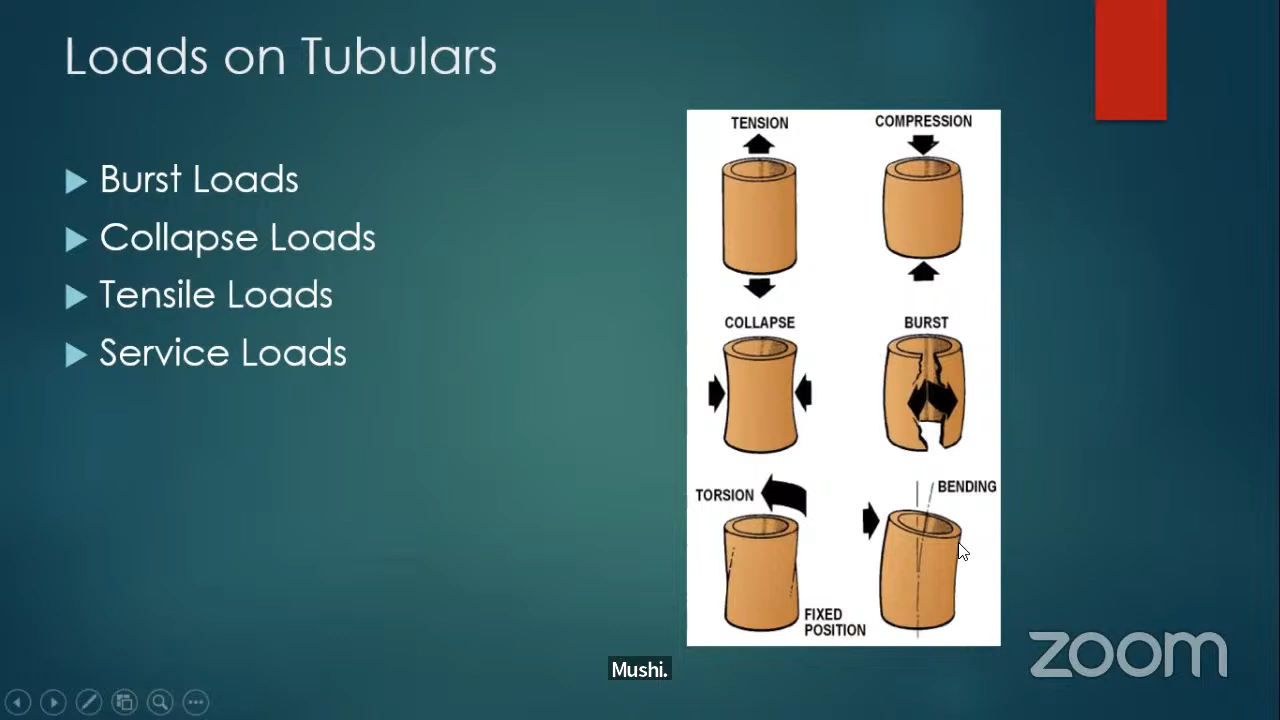 Loads on Tubulars
Burst Loads
Collapse Loads
Tensile Loads
Service Loads
TENSION
COMPRESSION
COLLAPSE
BURST
TORSION
BENDING
FIXED
POSITION
Mushi.
zoom